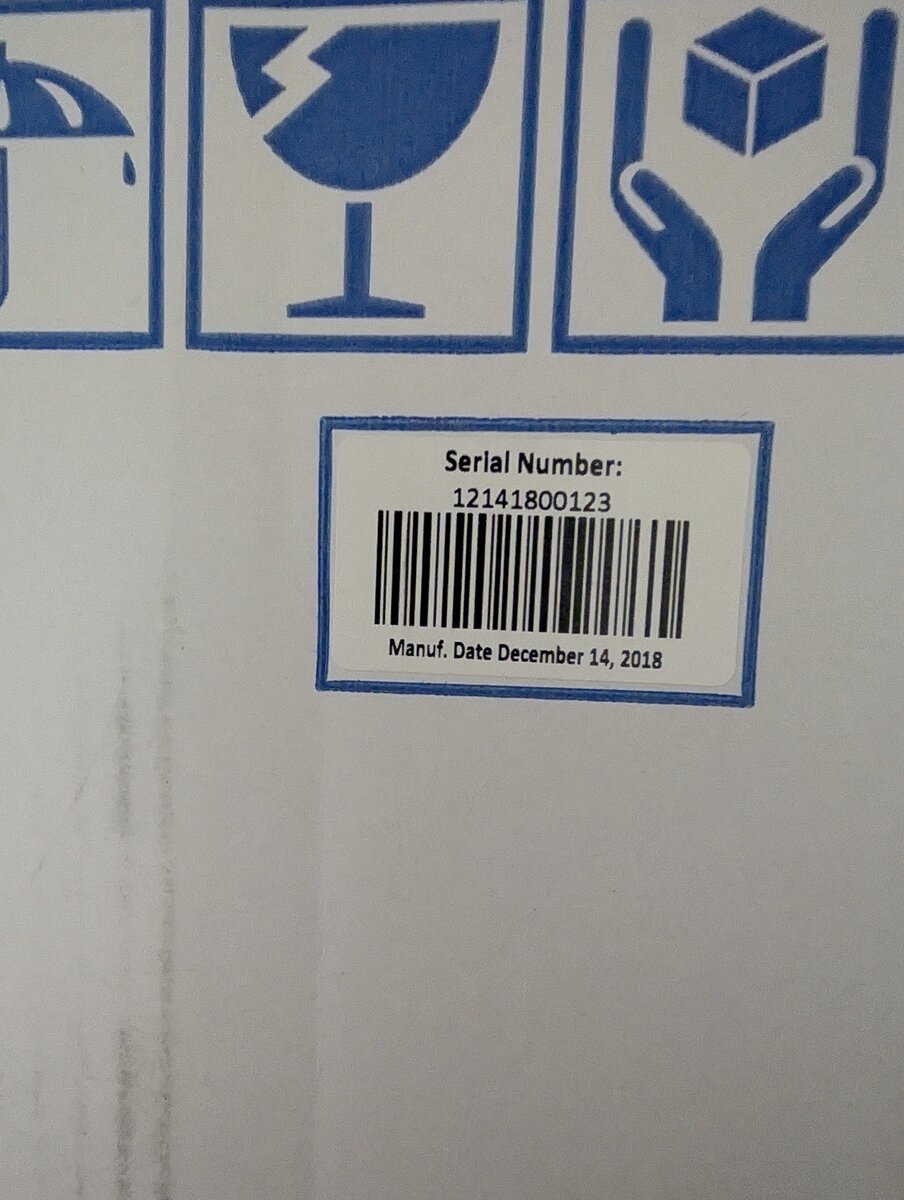 Serial Number:
12141800123
Manuf. Date December 14, 2018